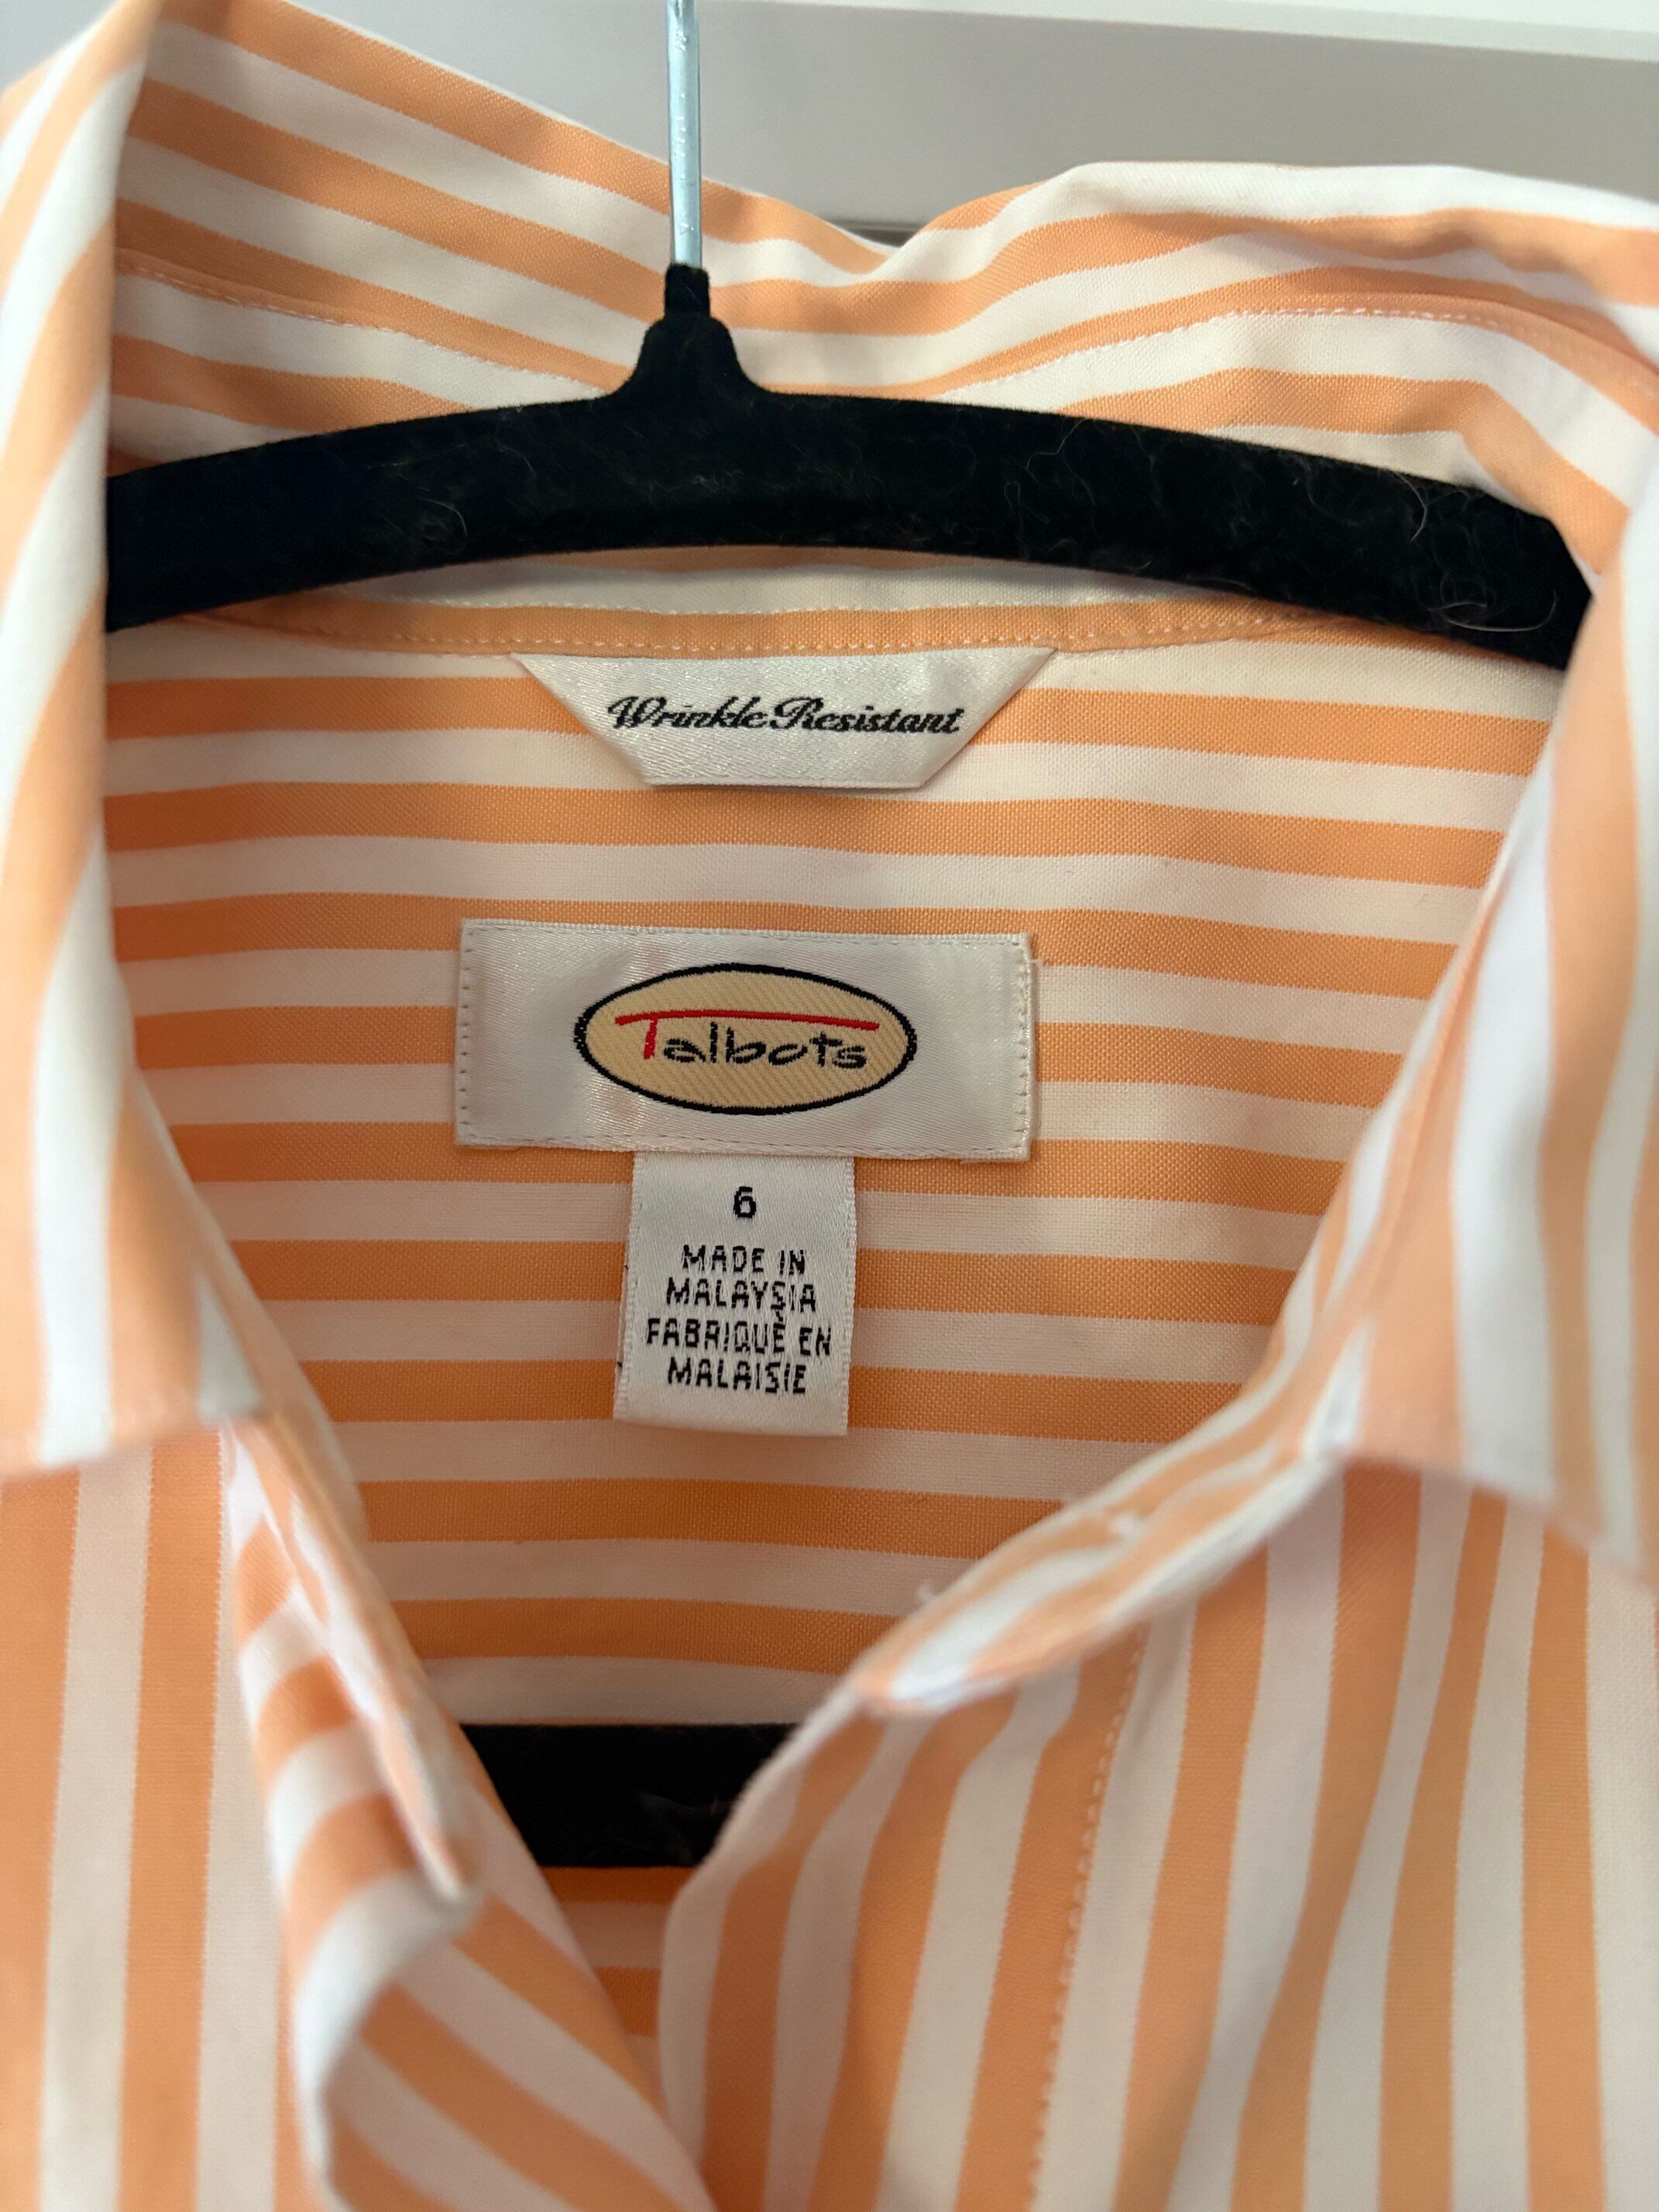 Wrinkle Resistant
Talbots
6
MADE IN
MALAYSIA
FABRIQUÉ EN
MALAISIE